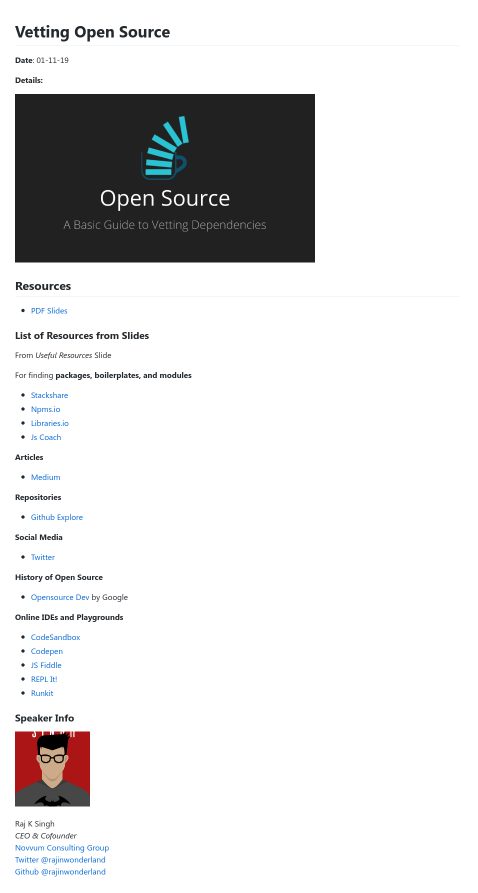 Vetting Open Source
Date: 01-11-19
Details:
Open Source
A Basic Guide to Vetting Dependencies
Resources
PDF Slides
List of Resources from Slides
From Useful Resources Slide
For finding packages, boilerplates, and modules
Stackshare
Npms.io
Libraries.io
Js Coach
Articles
Medium
Repositories
Github Explore
Social Media
Twitter
History of Open Source
Opensource Dev by Google
Online IDEs and Playgrounds
CodeSandbox
Codepen
JS Fiddle
REPL It!
Runkit
Speaker Info
Raj K Singh
CEO & Cofounder
Novvum Consulting Group
Twitter @rajinwonderland
Github @rajinwonderland